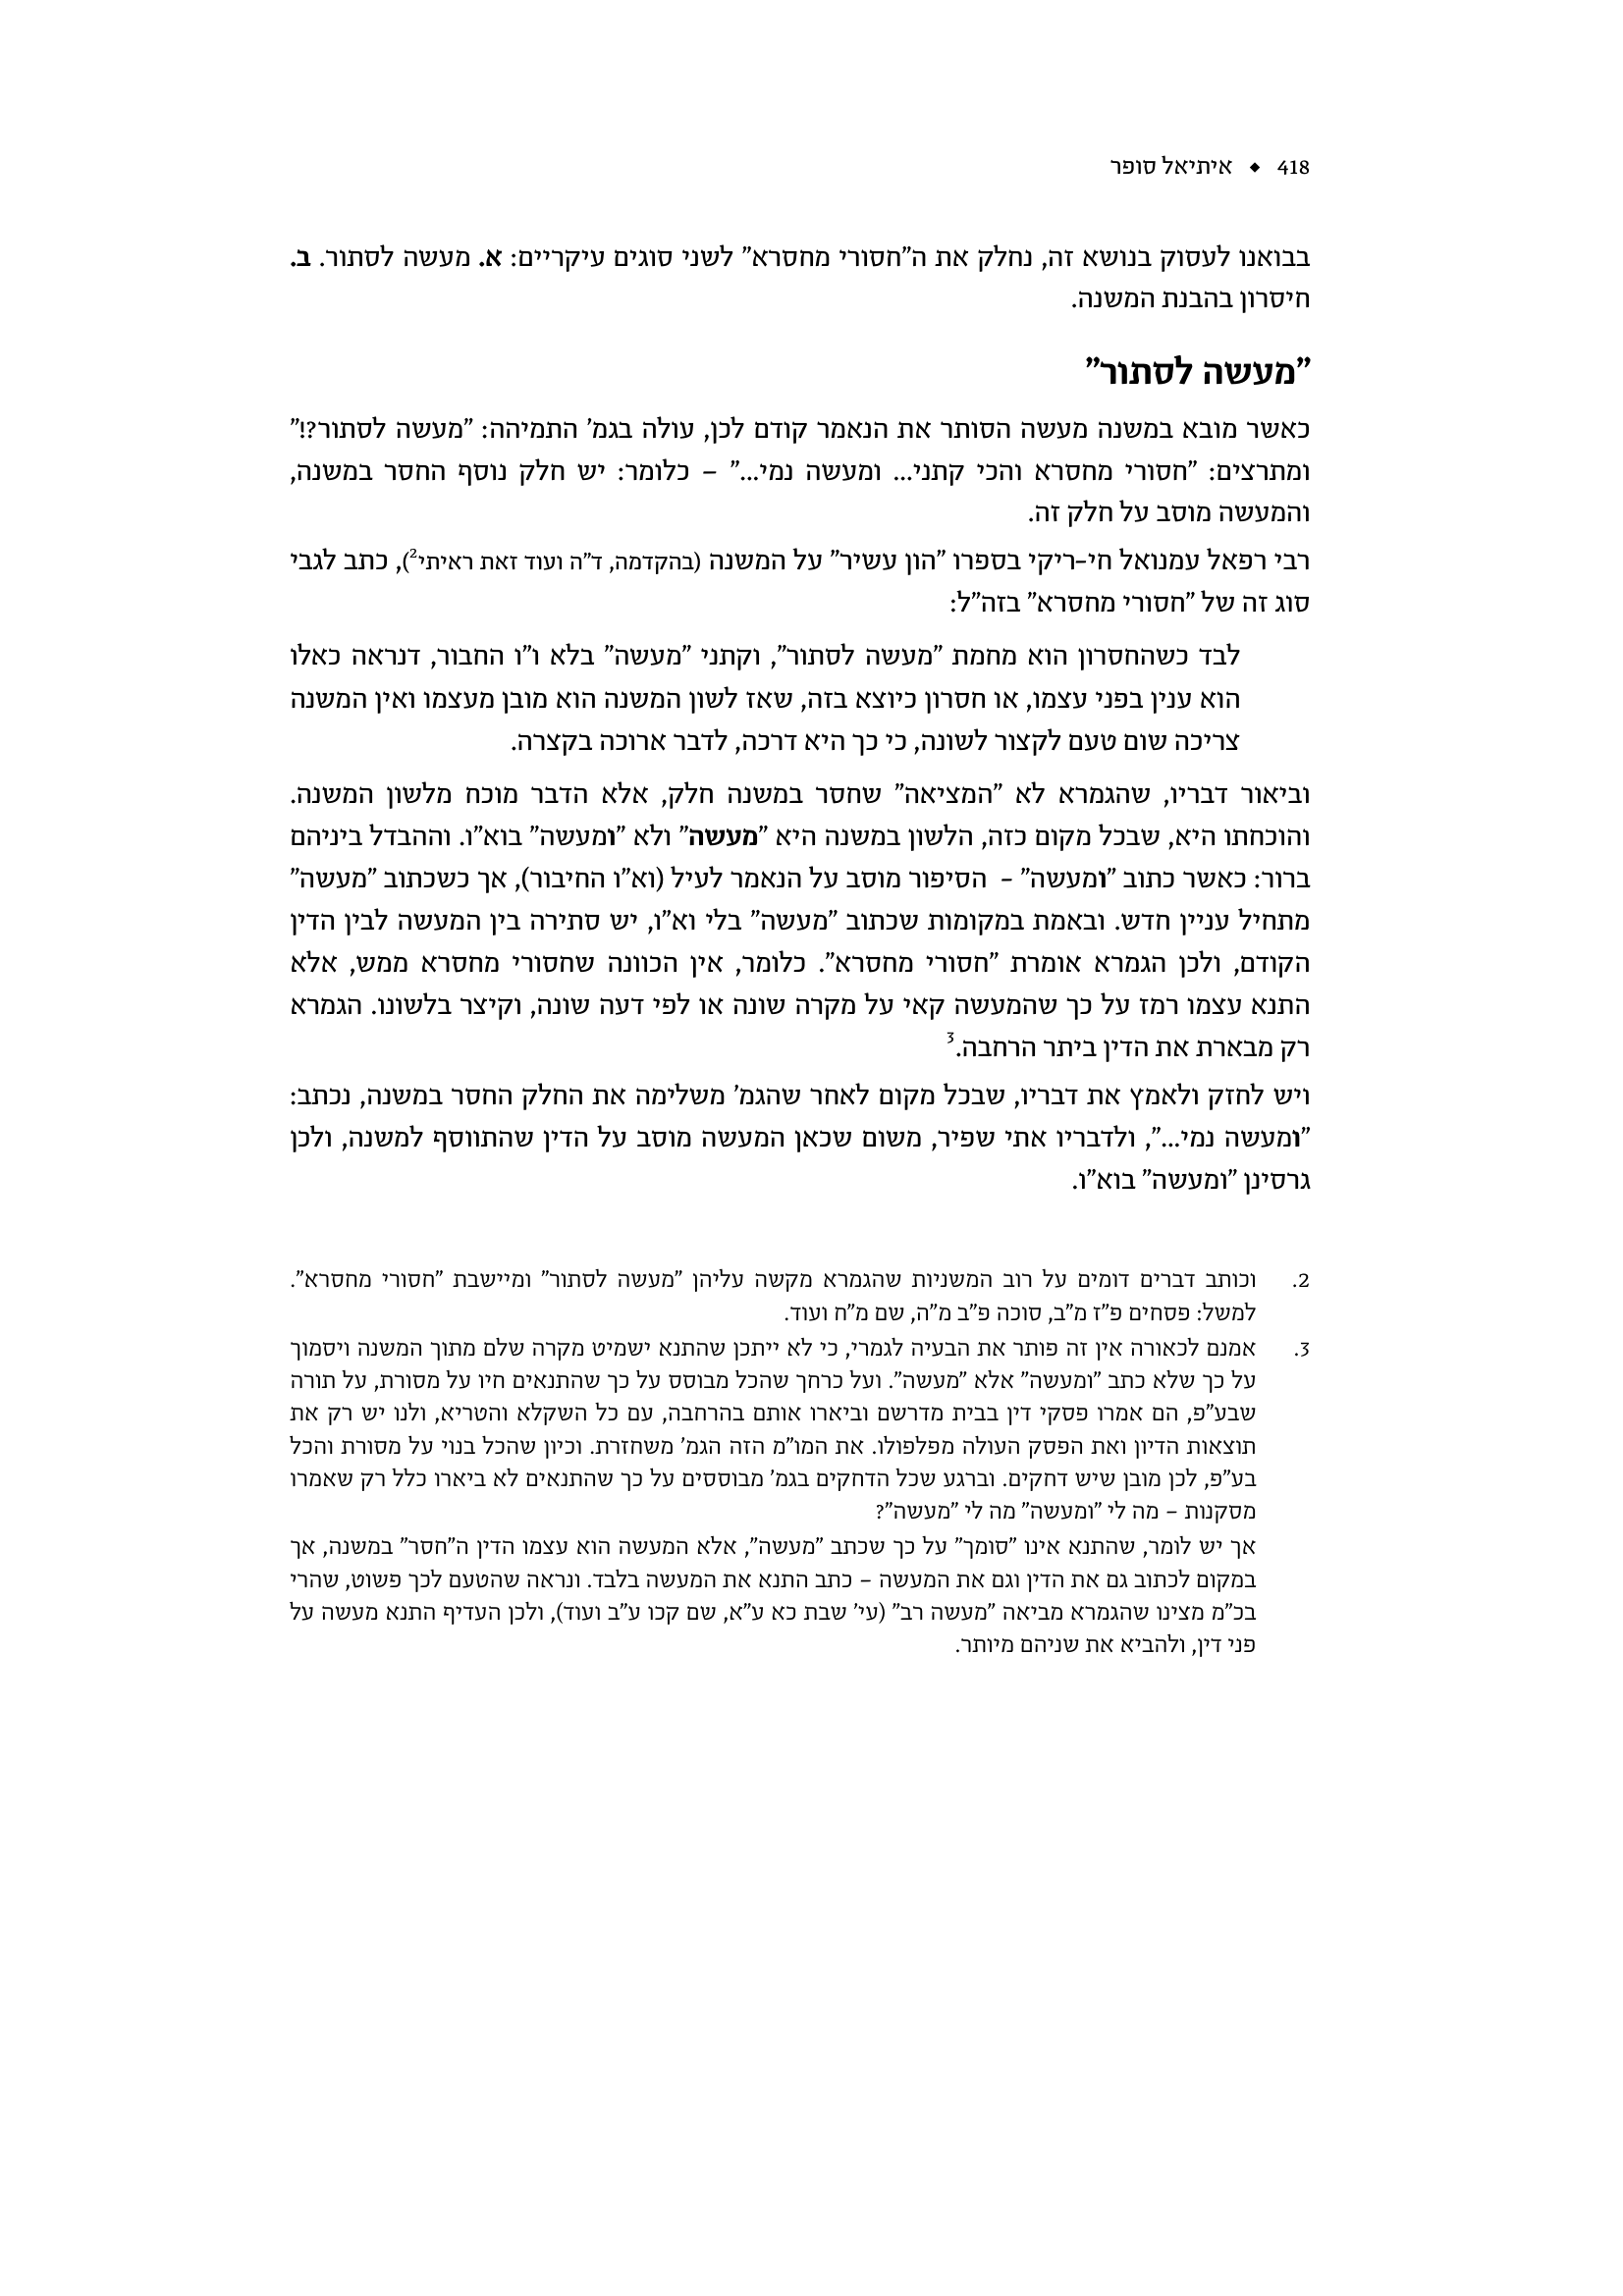 418 ◆ איתיאל סופר
בבואנו לעסוק בנושא זה, נחלק את ה"חסורי מחסרא" לשני סוגים עיקריים: א. מעשה לסתור. ב.
חיסרון בהבנת המשנה.
"מעשה לסתור"
כאשר מובא במשנה מעשה הסותר את הנאמר קודם לכן, עולה בגמ' התמיהה: "מעשה לסתור?!"
ומתרצים: "חסורי מחסרא והכי קתני... ומעשה נמי..." – כלומר: יש חלק נוסף החסר במשנה,
והמעשה מוסב על חלק זה.
רבי רפאל עמנואל חי-ריקי בספרו "הון עשיר" על המשנה (בהקדמה, ד"ה ועוד זאת ראיתי²), כתב לגבי
סוג זה של "חסורי מחסרא" בזה"ל:
לבד כשהחסרון הוא מחמת "מעשה לסתור", וקתני "מעשה" בלא ו"ו החבור, דנראה כאלו
הוא ענין בפני עצמו, או חסרון כיוצא בזה, שאז לשון המשנה הוא מובן מעצמו ואין המשנה
צריכה שום טעם לקצור לשונה, כי כך היא דרכה, לדבר ארוכה בקצרה.
וביאור דבריו, שהגמרא לא "המציאה" שחסר במשנה חלק, אלא הדבר מוכח מלשון המשנה.
והוכחתו היא, שבכל מקום כזה, הלשון במשנה היא "מעשה" ולא "ומעשה" בוא"ו. וההבדל ביניהם
ברור: כאשר כתוב "ומעשה" – הסיפור מוסב על הנאמר לעיל (וא"ו החיבור), אך כשכתוב "מעשה"
מתחיל עניין חדש. ובאמת במקומות שכתוב "מעשה" בלי וא"ו, יש סתירה בין המעשה לבין הדין
הקודם, ולכן הגמרא אומרת "חסורי מחסרא". כלומר, אין הכוונה שחסורי מחסרא ממש, אלא
התנא עצמו רמז על כך שהמעשה קאי על מקרה שונה או לפי דעה שונה, וקיצר בלשונו. הגמרא
רק מבארת את הדין ביתר הרחבה.³
ויש לחזק ולאמץ את דבריו, שבכל מקום לאחר שהגמ' משלימה את החלק החסר במשנה, נכתב:
"ומעשה נמי...", ולדבריו אתי שפיר, משום שכאן המעשה מוסב על הדין שהתווסף למשנה, ולכן
גרסינן "ומעשה" בוא"ו.
2. וכותב דברים דומים על רוב המשניות שהגמרא מקשה עליהן "מעשה לסתור" ומיישבת "חסורי מחסרא".
למשל: פסחים פ"ז מ"ב, סוכה פ"ב מ"ה, שם מ"ח ועוד.
3. אמנם לכאורה אין זה פותר את הבעיה לגמרי, כי לא ייתכן שהתנא ישמיט מקרה שלם מתוך המשנה ויסמוך
על כך שלא כתב "ומעשה" אלא "מעשה". ועל כרחך שהכל מבוסס על כך שהתנאים חיו על מסורת, על תורה
שבע"פ, הם אמרו פסקי דין בבית מדרשם וביארו אותם בהרחבה, עם כל השקלא והטריא, ולנו יש רק את
תוצאות הדיון ואת הפסק העולה מפלפולו. את המו"מ הזה הגמ' משחזרת. וכיון שהכל בנוי על מסורת והכל
בע"פ, לכן מובן שיש דחקים. וברגע שכל הדחקים בגמ' מבוססים על כך שהתנאים לא ביארו כלל רק שאמרו
מסקנות – מה לי "ומעשה" מה לי "מעשה"?
אך יש לומר, שהתנא אינו "סומך" על כך שכתב "מעשה", אלא המעשה הוא עצמו הדין ה"חסר" במשנה, אך
במקום לכתוב גם את הדין וגם את המעשה – כתב התנא את המעשה בלבד. ונראה שהטעם לכך פשוט, שהרי
בכ"מ מצינו שהגמרא מביאה "מעשה רב" (עי' שבת כא ע"א, שם קכו ע"ב ועוד), ולכן העדיף התנא מעשה על
פני דין, ולהביא את שניהם מיותר.